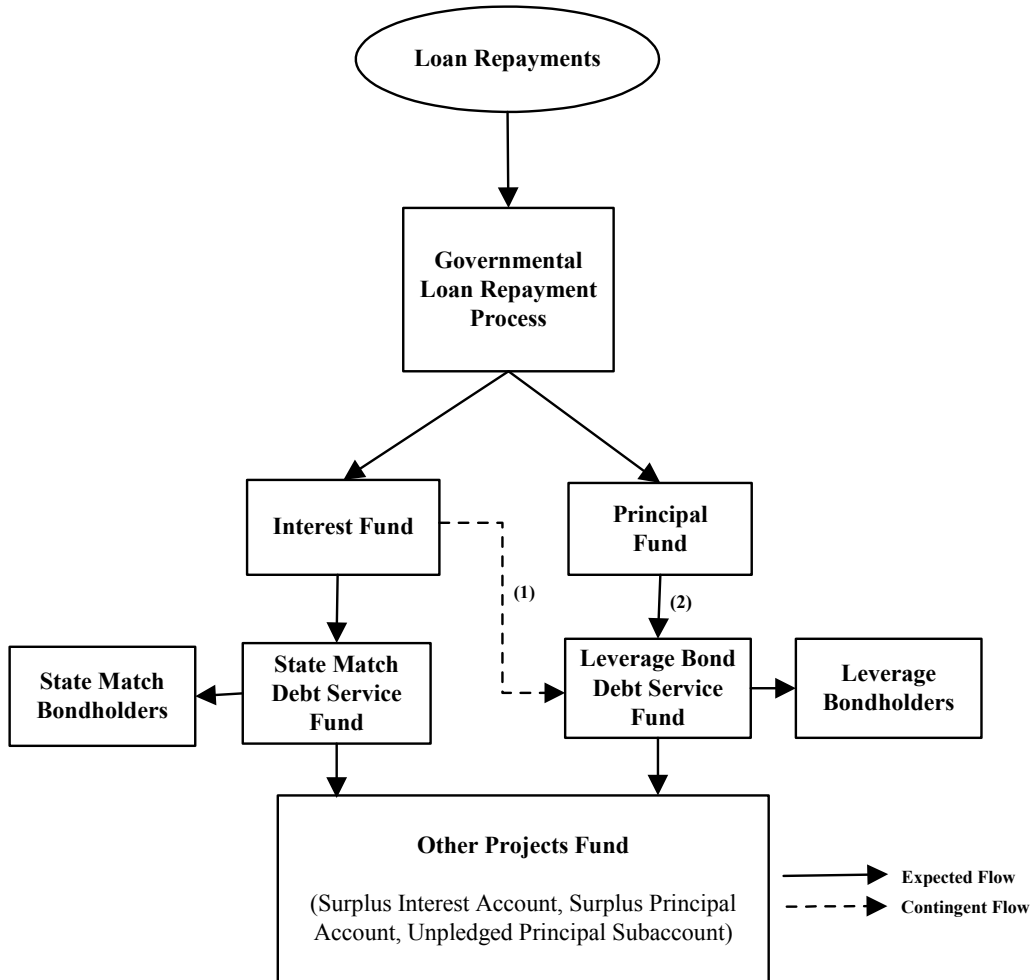 Loan Repayments
Governmental
Loan Repayment
Process
Interest Fund
Principal
Fund
(1)
(2)
State Match
Bondholders
State Match
Debt Service
Fund
Leverage Bond
Debt Service
Fund
Leverage
Bondholders
Other Projects Fund
(Surplus Interest Account, Surplus Principal
Account, Unpledged Principal Subaccount)
Expected Flow
Contingent Flow